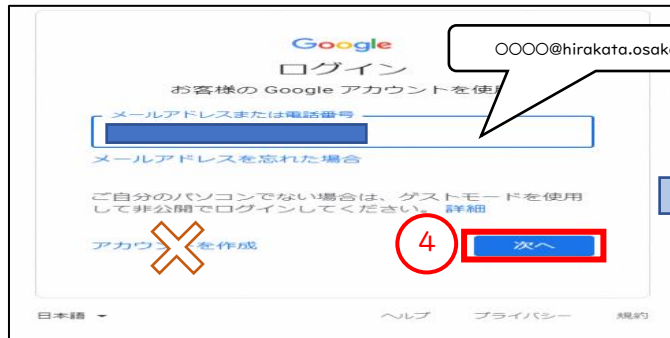 Google
〇〇〇〇@hirakata.osaka
ログイン
お客様の Google アカウントを使
メールアドレスまたは電話番号
メールアドレスを忘れた場合
ご自分のパソコンでない場合は、ゲストモードを使用
して非公開でログインしてください。 詳細
アカウントを作成
4
次へ
日本語
ヘルプ
プライバシー
規約